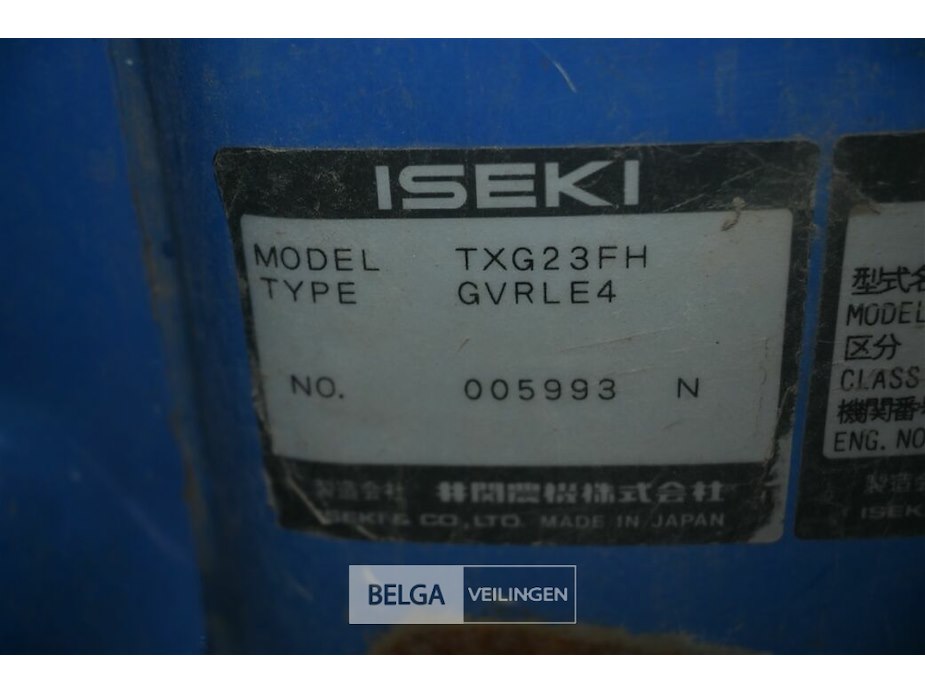 ISEKI
MODEL TXG23FH
TYPE GVRLE4
NO. 005993 N
製造会社 井関農機株式会社
ISEKI & CO., LTD. MADE IN JAPAN
型式名
MODEL
区分
CLASS
機関番号
ENG. NO
製造会
ISEK
BELGA VEILINGEN